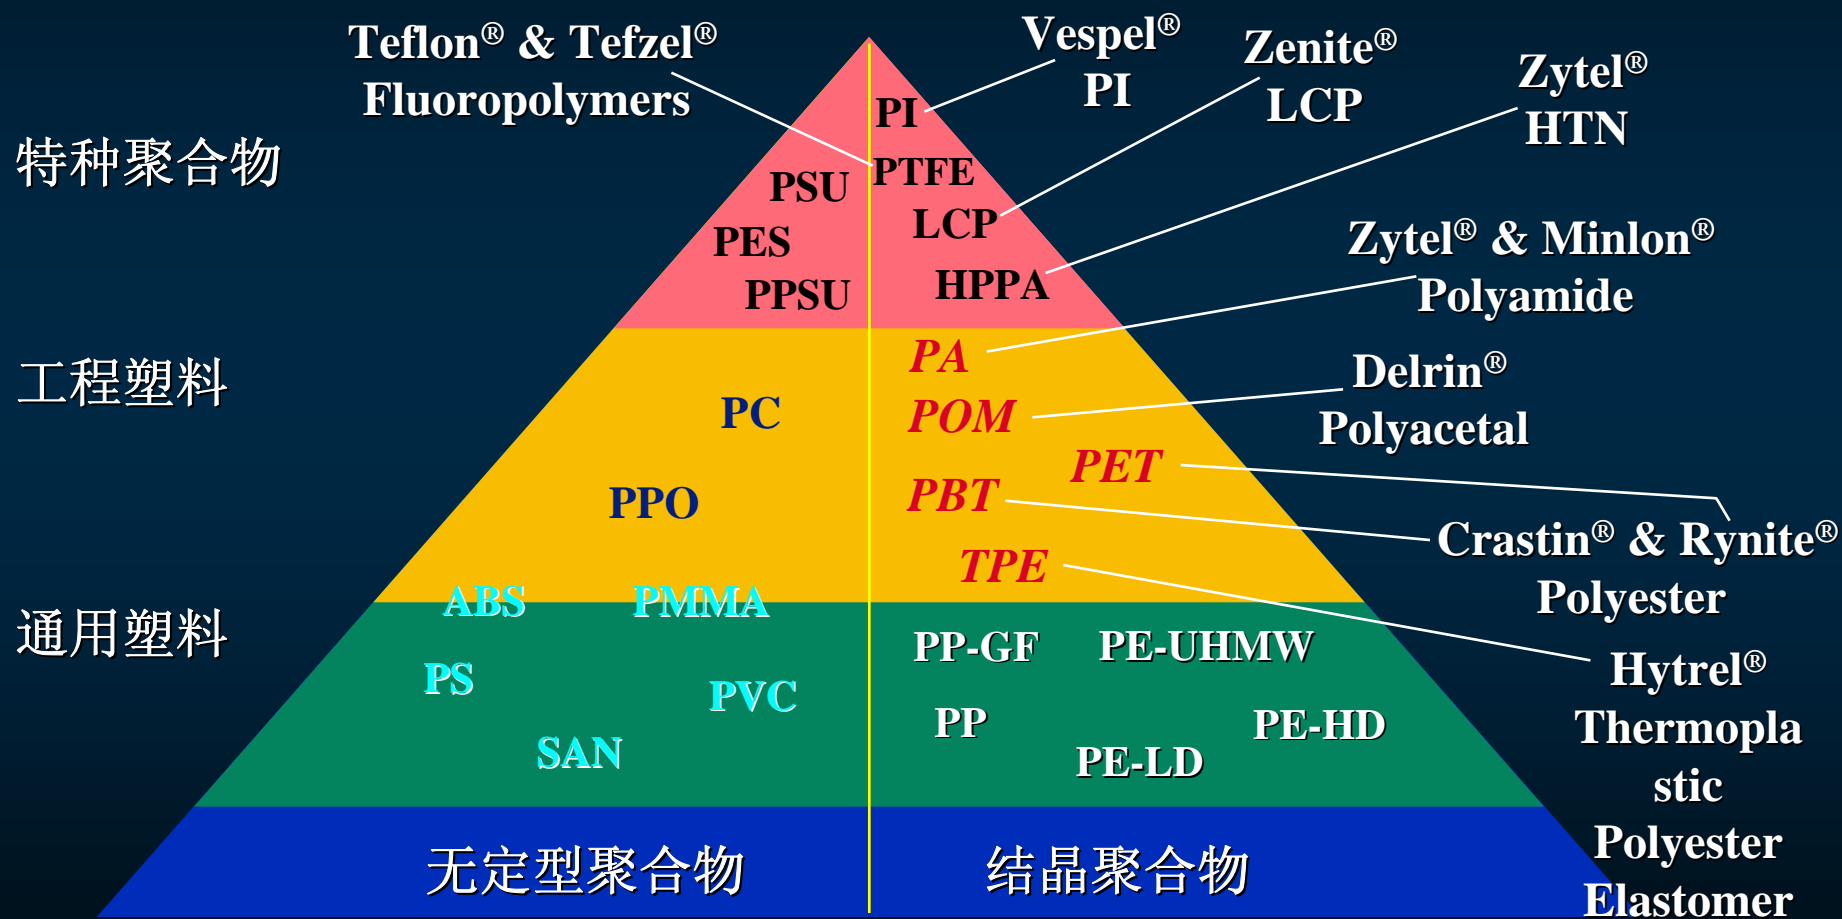 Teflon® & Tefzel®
Fluoropolymers
Vespel®
PI
Zenite®
LCP
Zytel®
HTN
特种聚合物
PI
PTFE
PSU
LCP
PES
HPPA
PPSU
Zytel® & Minlon®
Polyamide
工程塑料
PA
PC
POM
PET
PPO
PBT
TPE
Delrin®
Polyacetal
Crastin® & Rynite®
Polyester
通用塑料
ABS PMMA
PS
PVC
SAN
PP-GF PE-UHMW
PP
PE-HD
PE-LD
Hytrel®
Thermopla
stic
Polyester
Elastomer
无定型聚合物
结晶聚合物